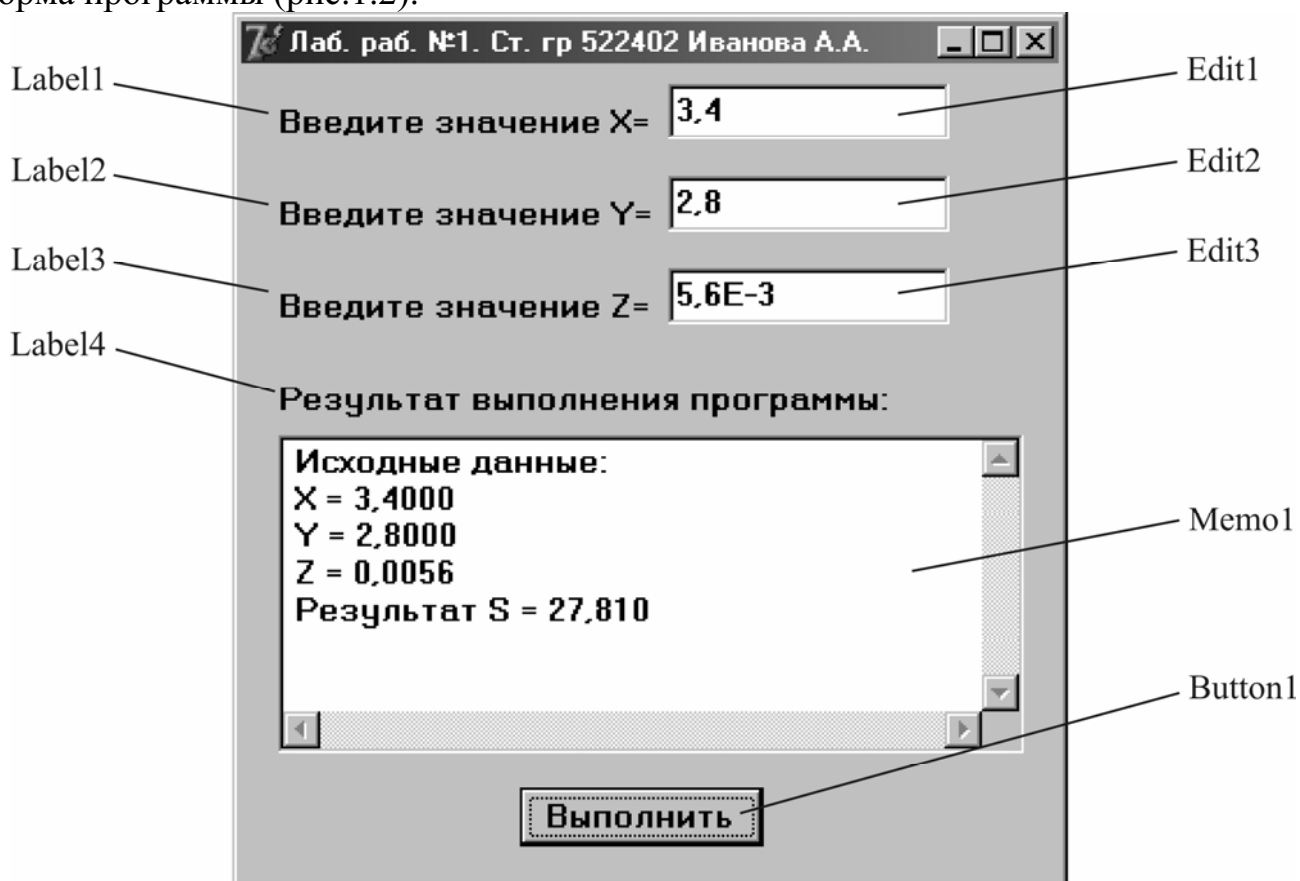 орма программы (рис.1.2).
Лаб. раб. №1. Ст. гр 522402 Иванова А.А.
Label1
Введите значение X=
3,4
Edit1
Label2
Введите значение Y=
2,8
Edit2
Label3
Введите значение Z=
5,6E-3
Edit3
Label4
Результат выполнения программы:
Исходные данные:
X = 3,4000
Y = 2,8000
Z = 0,0056
Результат S = 27,810
Memo1
Button1
Выполнить